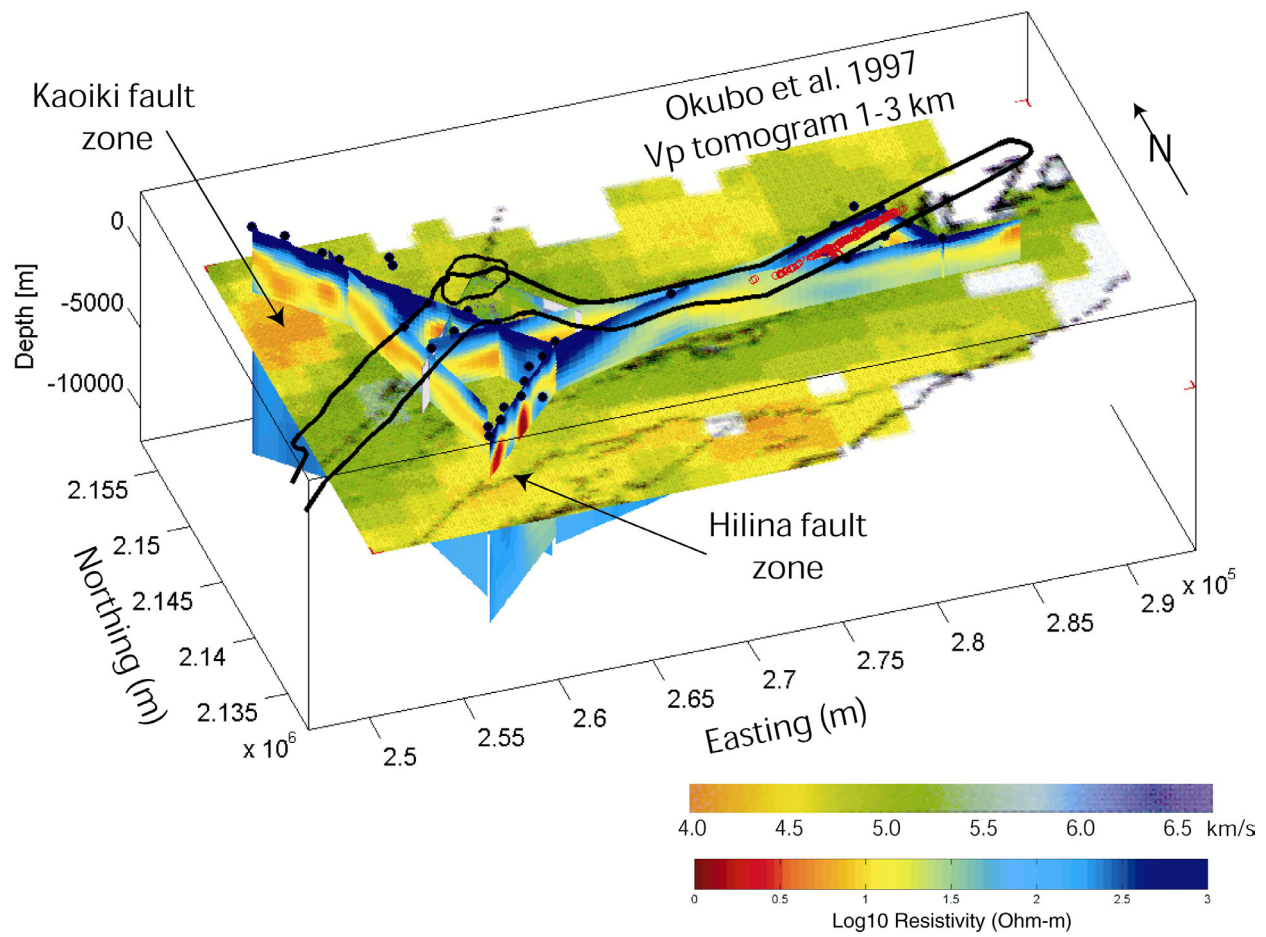 Okubo et al. 1997
Vp tomogram 1-3 km
Kaoiki fault
zone
N
0
-5000
-10000
Depth [m]
2.155
2.15
2.145
2.14
2.135
x 10⁶
Northing (m)
Hilina fault
zone
2.5
2.55
2.6
2.65
2.7
2.75
2.8
2.85
2.9
x 10⁵
Easting (m)
4.0 4.5 5.0 5.5 6.0 6.5 km/s
0 0.5 1 1.5 2 2.5 3
Log10 Resistivity (Ohm-m)